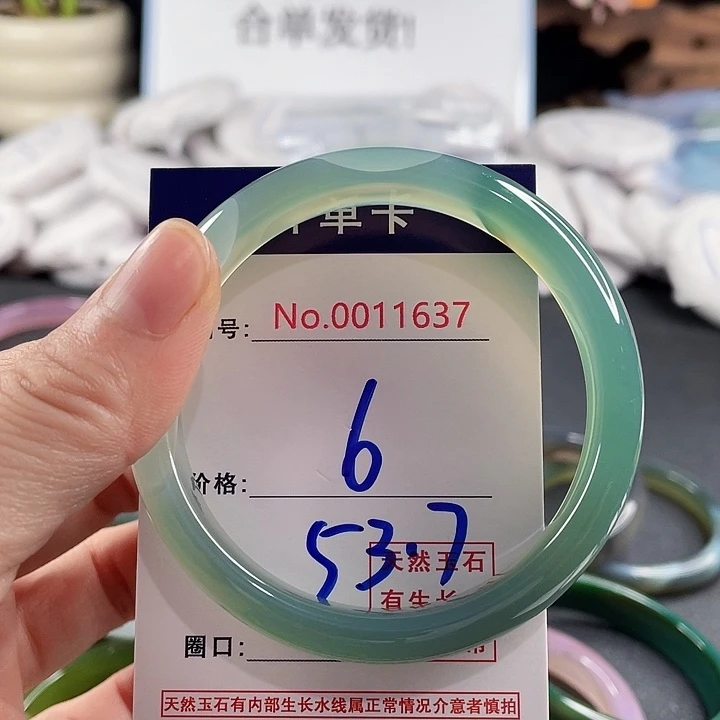 合单发货!
单卡
号: No.0011637
价格: 6
53.7
天然玉石
有生长
圈口:
天然玉石有内部生长水线属正常情况介意者慎拍